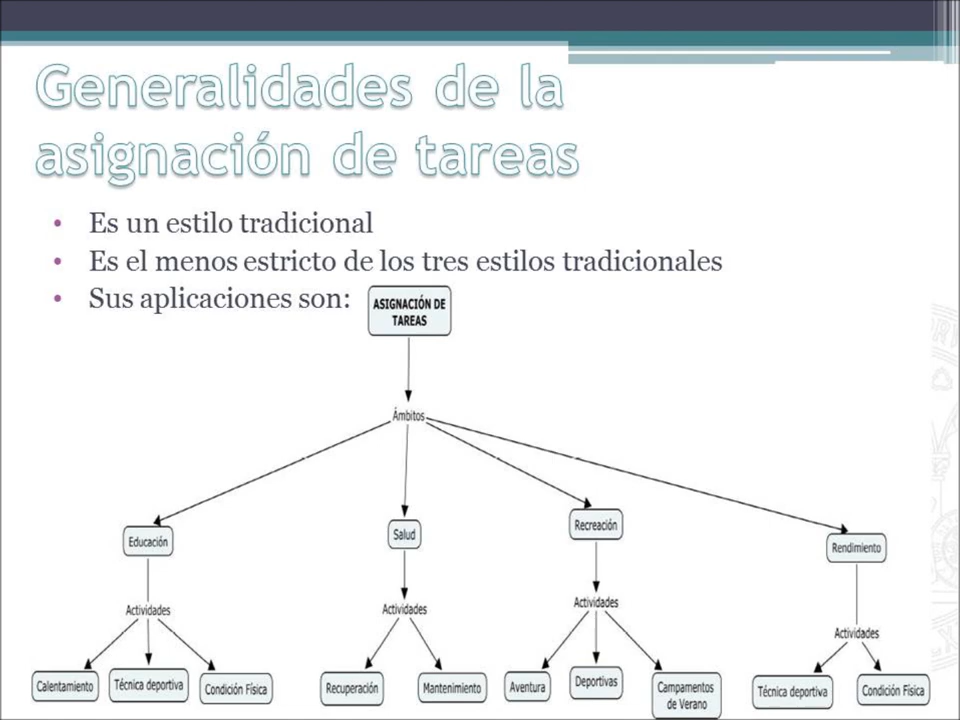 Generalidades de la
asignación de tareas
• Es un estilo tradicional
• Es el menos estricto de los tres estilos tradicionales
• Sus aplicaciones son:
ASIGNACIÓN DE
TAREAS
Ámbitos
Educación
Salud
Recreación
Rendimiento
Actividades
Actividades
Actividades
Actividades
Calentamiento
Técnica deportiva
Condición Física
Recuperación
Mantenimiento
Aventura
Deportivas
Campamentos
de Verano
Técnica deportiva
Condición Física